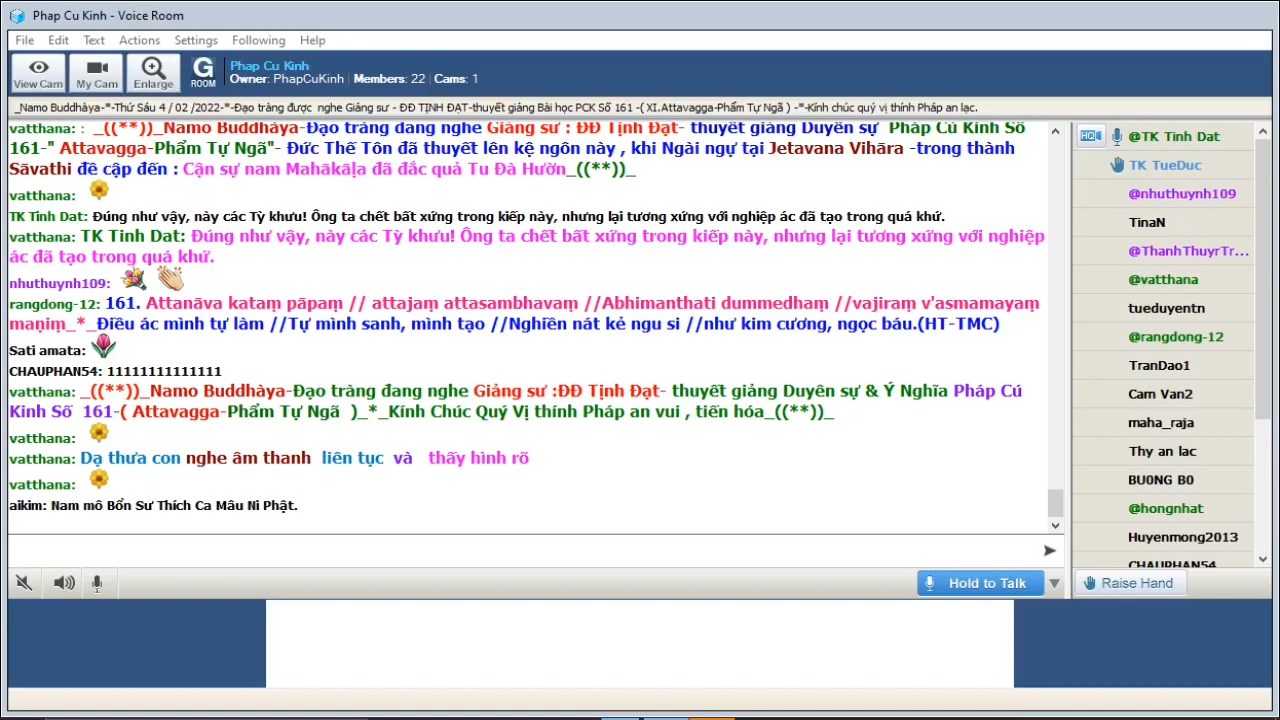 Phap Cu Kinh - Voice Room
File Edit Text Actions Settings Following Help
View Cam My Cam Enlarge G ROOM
Phap Cu Kinh
Owner: PhapCuKinh Members: 22 Cams: 1
_Namo Buddhàya-*-Thứ Sáu 4 / 02 /2022-*-Đạo tràng được nghe Giảng sư - ĐĐ TỊNH ĐẠT-thuyết giảng Bài học PCK Số 161 -( XI.Attavagga-Phẩm Tự Ngã ) -*-Kính chúc quý vị thính Pháp an lạc.
vatthana: : _((**))_Namo Buddhàya-Đạo tràng đang nghe Giảng sư : ĐĐ Tịnh Đạt- thuyết giảng Duyên sự Pháp Cú Kinh Số
161-" Attavagga-Phẩm Tự Ngã"- Đức Thế Tôn đã thuyết lên kệ ngôn này , khi Ngài ngự tại Jetavana Vihāra -trong thành
Sāvathi đề cập đến : Cận sự nam Mahākāḷa đã đắc quả Tu Đà Hườn_((**))_
vatthana:
TK Tinh Dat: Đúng như vậy, này các Tỳ khưu! Ông ta chết bất xứng trong kiếp này, nhưng lại tương xứng với nghiệp ác đã tạo trong quá khứ.
vatthana: TK Tinh Dat: Đúng như vậy, này các Tỳ khưu! Ông ta chết bất xứng trong kiếp này, nhưng lại tương xứng với nghiệp
ác đã tạo trong quá khứ.
nhuthuynh109:
rangdong-12: 161. Attanāva kataṃ pāpaṃ // attajaṃ attasambhavaṃ //Abhimanthati dummedhaṃ //vajiraṃ v'asmamayaṃ
maṇiṃ_*_Điều ác mình tự làm //Tự mình sanh, mình tạo //Nghiền nát kẻ ngu si //như kim cương, ngọc báu.(HT-TMC)
Sati amata:
CHAUPHAN54: 11111111111111
vatthana: _((**))_Namo Buddhàya-Đạo tràng đang nghe Giảng sư :ĐĐ Tịnh Đạt- thuyết giảng Duyên sự & Ý Nghĩa Pháp Cú
Kinh Số 161-( Attavagga-Phẩm Tự Ngã )_*_Kính Chúc Quý Vị thính Pháp an vui , tiến hóa_((**))_
vatthana:
vatthana: Dạ thưa con nghe âm thanh liên tục và thấy hình rõ
vatthana:
aikim: Nam mô Bổn Sư Thích Ca Mâu Ni Phật.
Hold to Talk
HQ @TK Tinh Dat
TK TueDuc
@nhuthuynh109
TinaN
@ThanhThuyrTr...
@vatthana
tueduyentn
@rangdong-12
TranDao1
Cam Van2
maha_raja
Thy an lac
BU0NG B0
@hongnhat
Huyenmong2013
CHAUPHAN54
Raise Hand